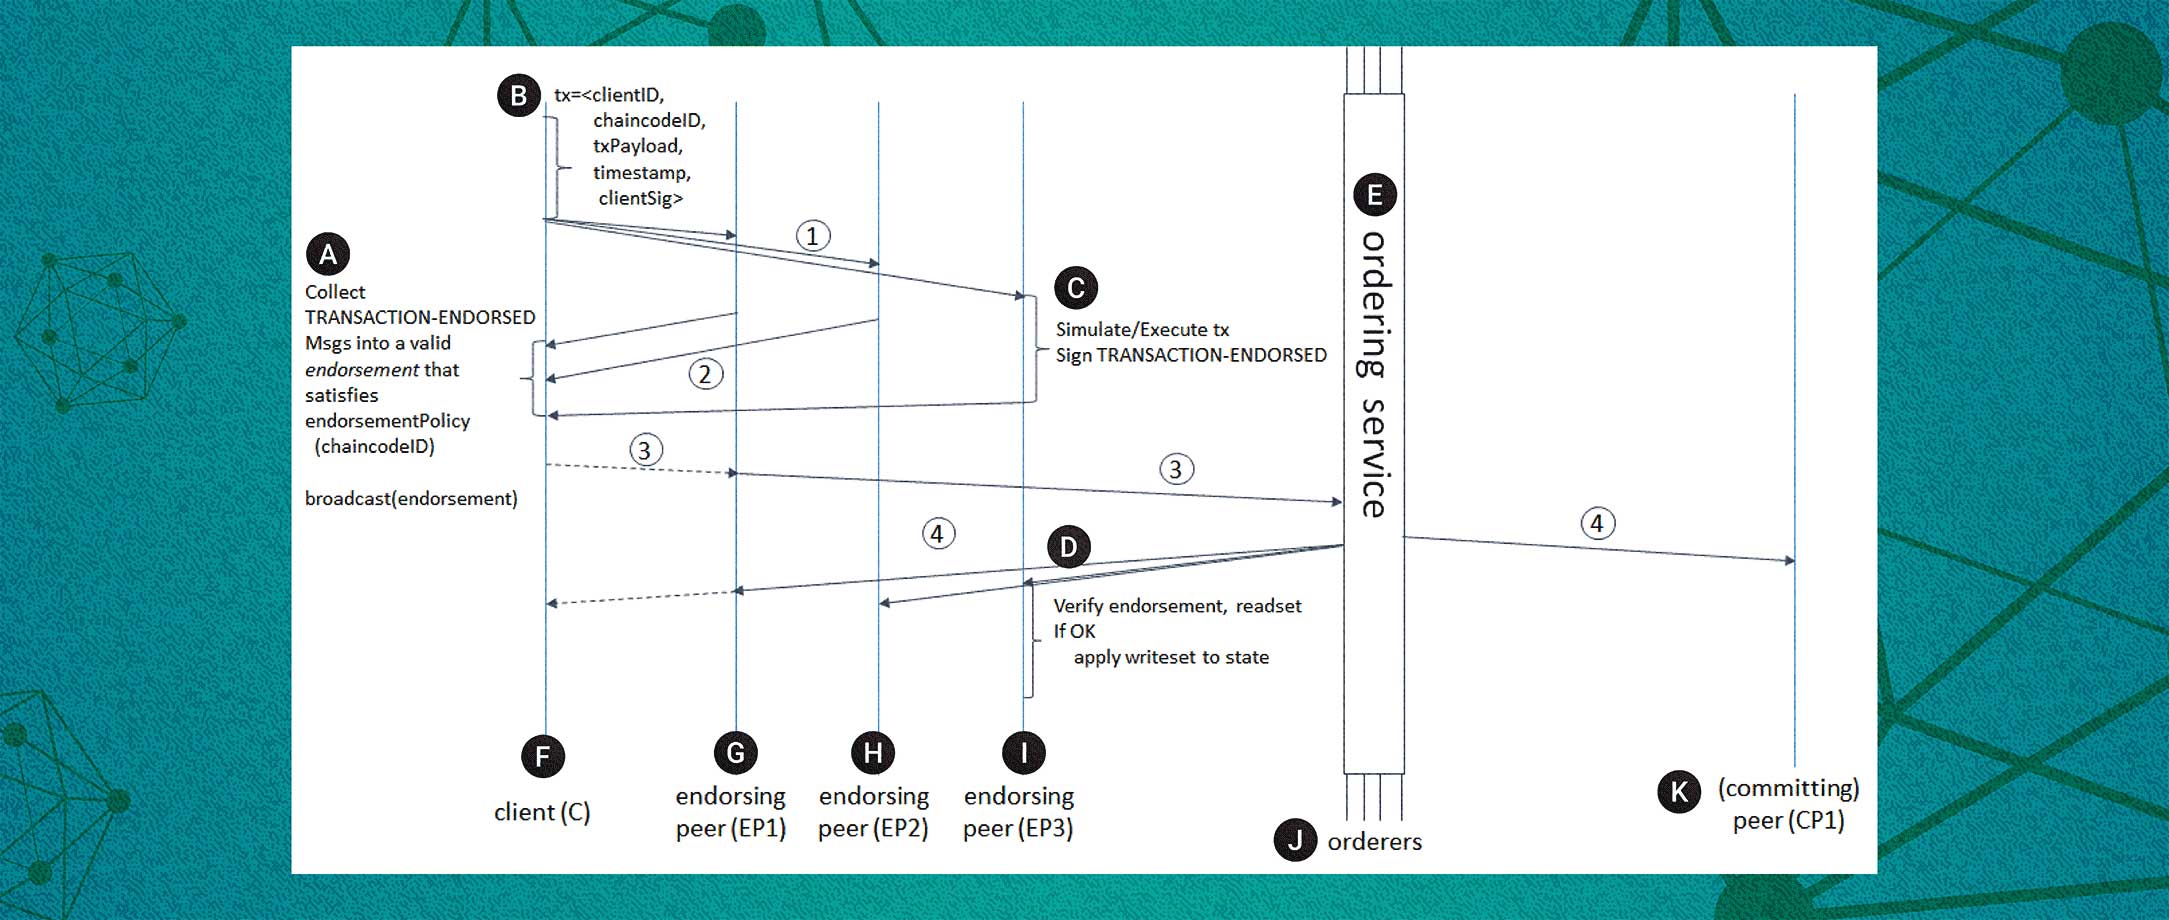 B
tx=<clientID,
chaincodeID,
txPayload,
timestamp,
clientSig>
A
Collect
TRANSACTION-ENDORSED
Msgs into a valid
endorsement that
satisfies
endorsementPolicy
(chaincodeID)
broadcast(endorsement)
1
2
3
C
Simulate/Execute tx
Sign TRANSACTION-ENDORSED
E
ordering service
3
4
4
D
Verify endorsement, readset
If OK
apply writeset to state
F
client (C)
G
endorsing
peer (EP1)
H
endorsing
peer (EP2)
I
endorsing
peer (EP3)
J orderers
K
(committing)
peer (CP1)